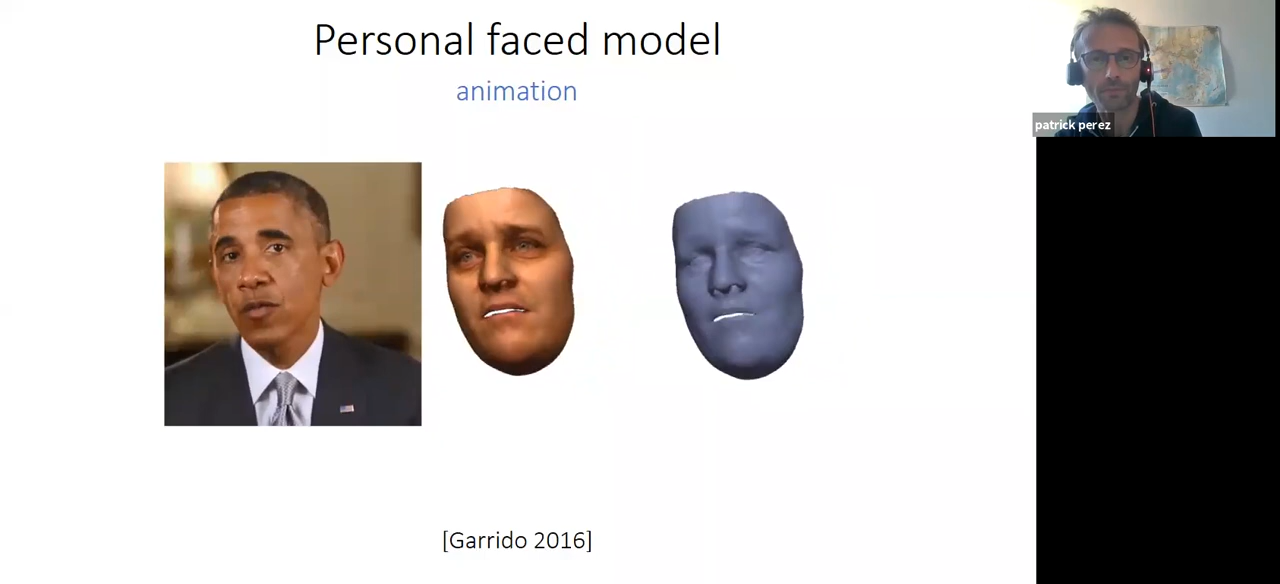 Personal faced model
animation
patrick perez
[Garrido 2016]